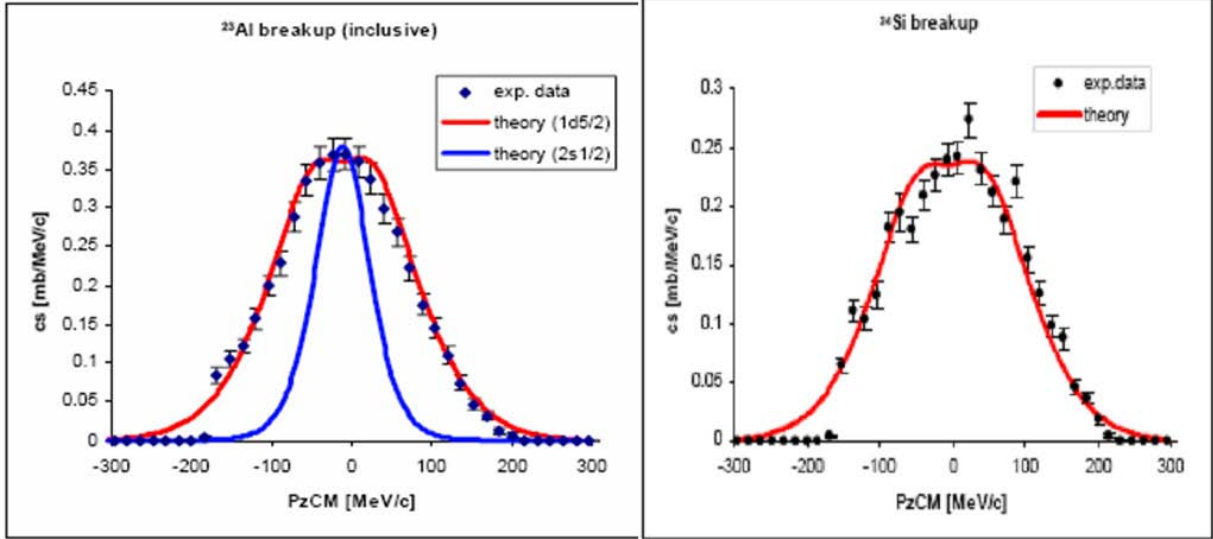 ²³Al breakup (inclusive)
0.45
0.4
0.35
0.3
0.25
0.2
0.15
0.1
0.05
0
cs [mb/MeV/c]
exp. data
theory (1d5/2)
theory (2s1/2)
-300 -200 -100 0 100 200 300
PzCM [MeV/c]
²⁴Si breakup
0.3
0.25
0.2
0.15
0.1
0.05
0
cs [mb/MeV/c]
exp.data
theory
-300 -200 -100 0 100 200 300
PzCM [MeV/c]